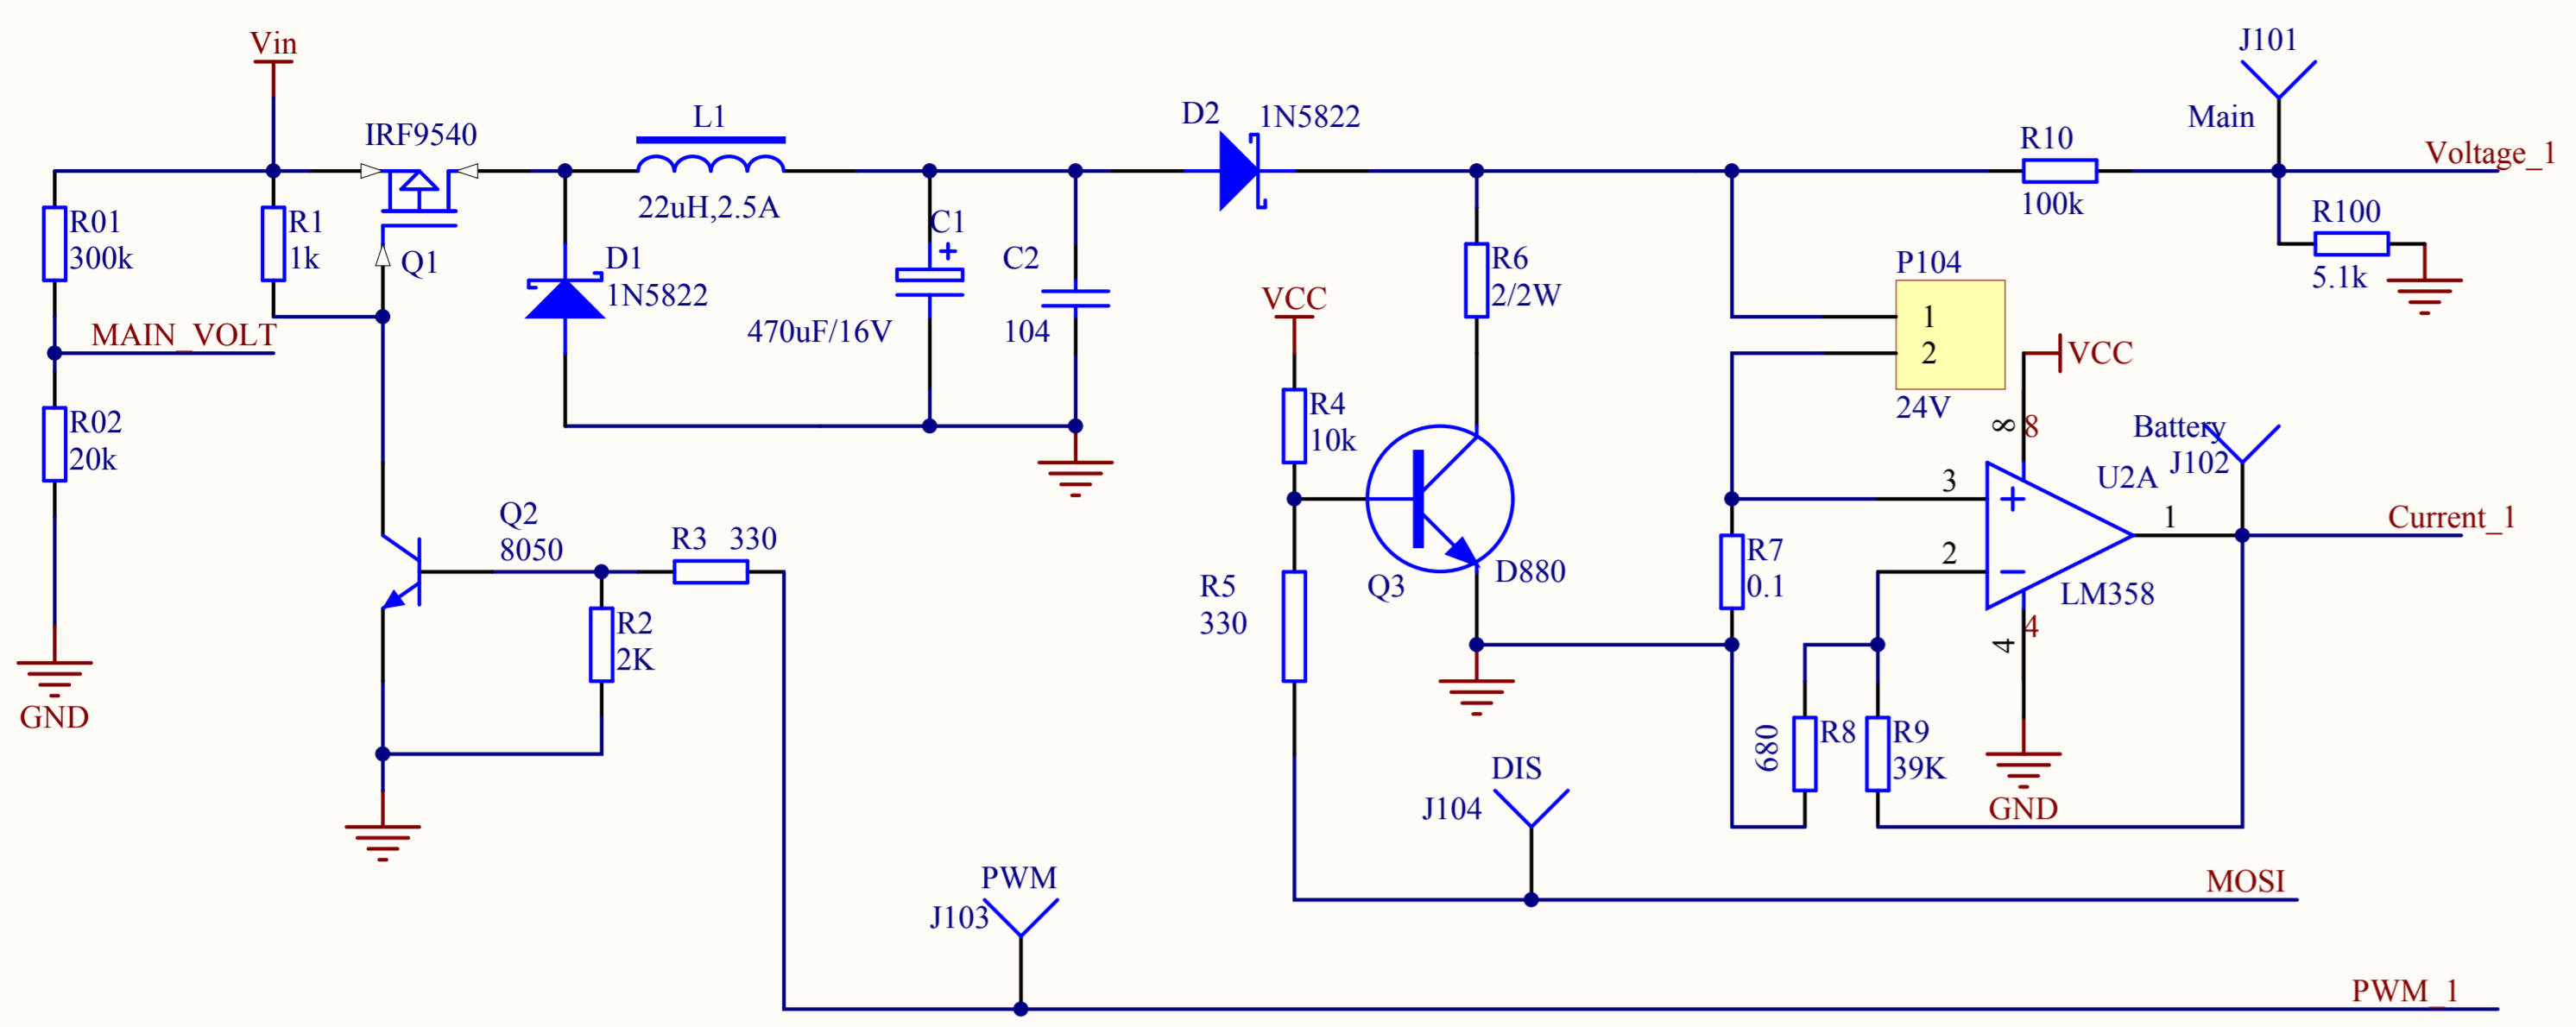 Vin
J101
Main
Voltage_1
IRF9540
L1
22uH,2.5A
D2
1N5822
R10
100k
R01
300k
R1
1k
Q1
D1
1N5822
C1
+
470uF/16V
C2
104
R6
2/2W
P104
1
2
24V
R100
5.1k
MAIN_VOLT
VCC
VCC
R02
20k
R4
10k
8
8
Battery
J102
3
U2A
Q2
8050
R3 330
R5
330
Q3
D880
R7
0.1
2
1
Current_1
LM358
4
4
R2
2K
GND
680
R8
R9
39K
GND
DIS
J104
PWM
J103
MOSI
PWM_1